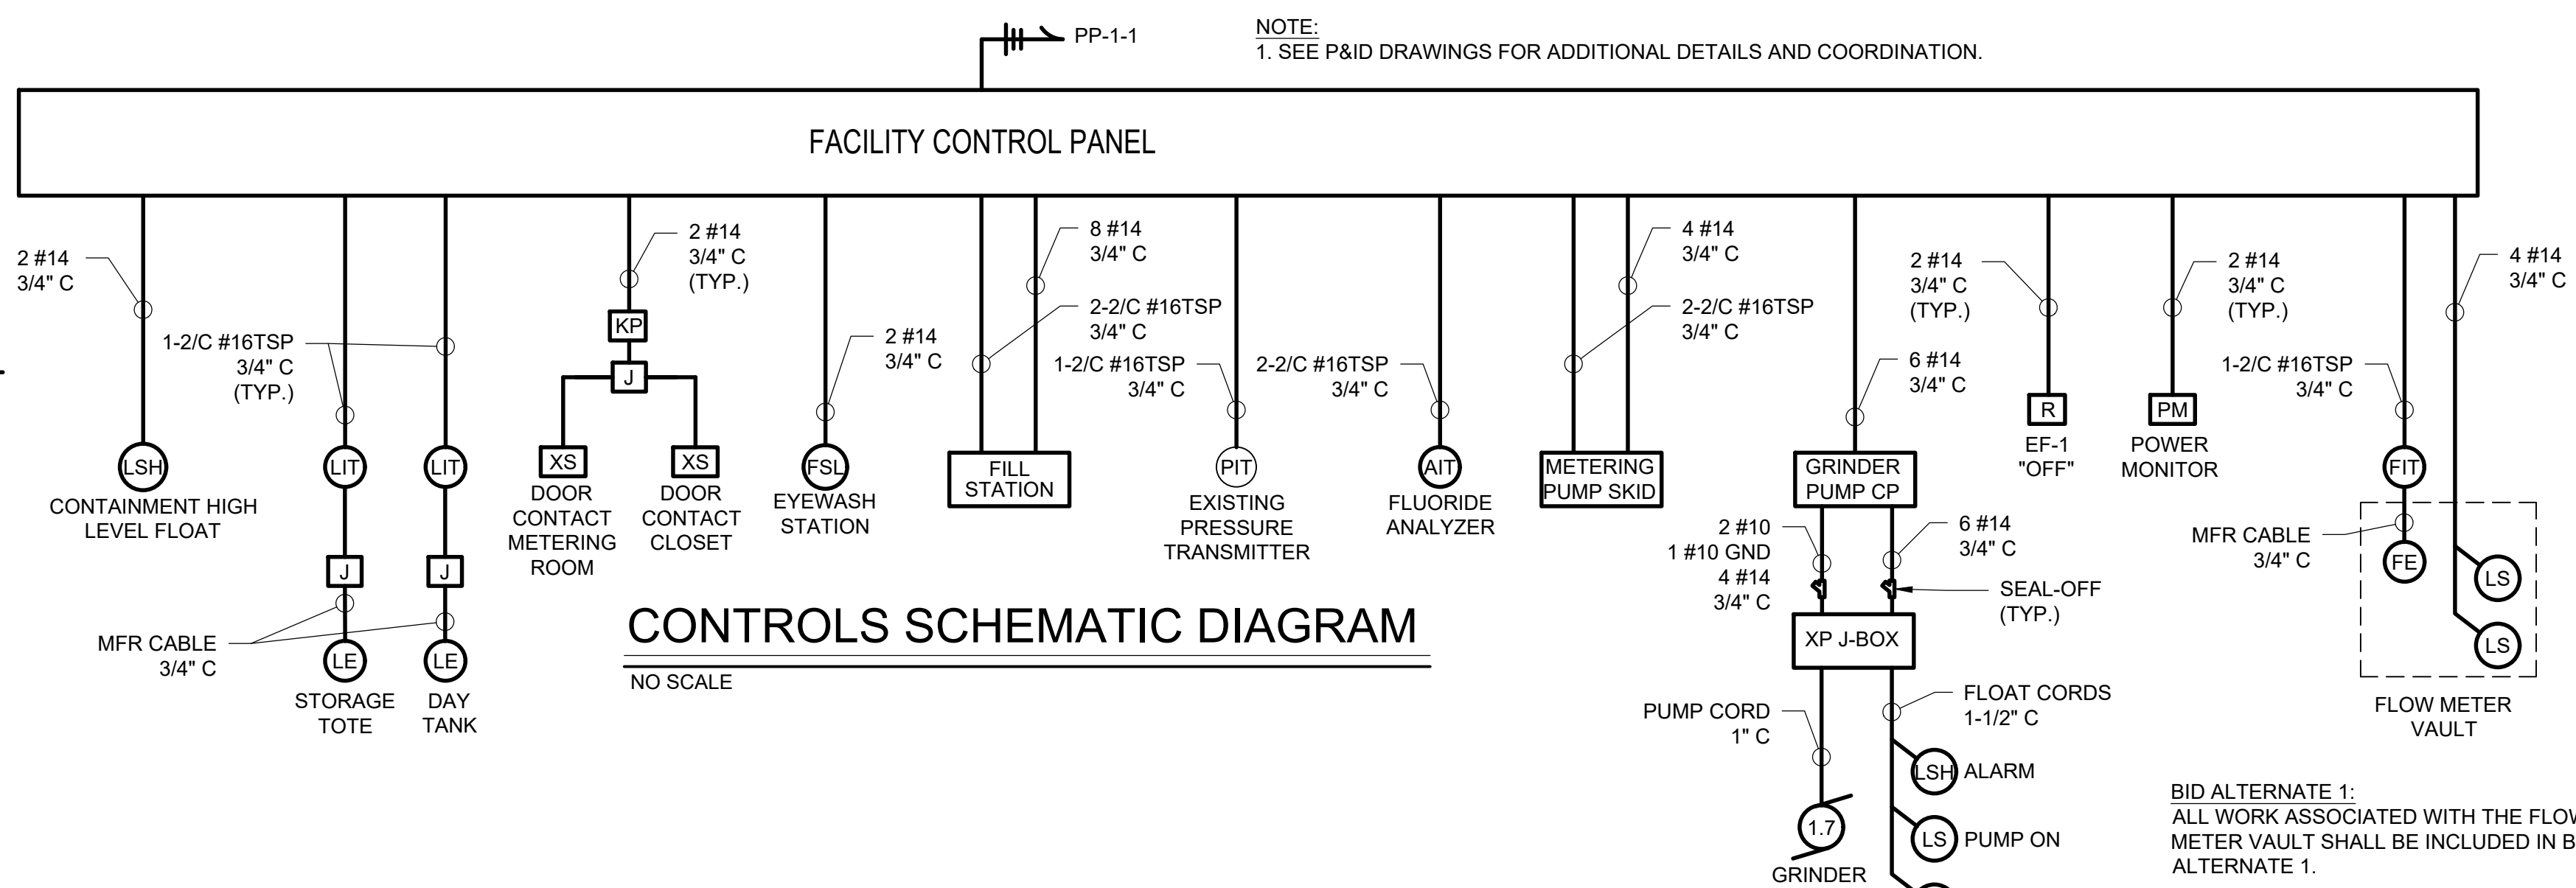 PP-1-1
NOTE:
1. SEE P&ID DRAWINGS FOR ADDITIONAL DETAILS AND COORDINATION.
FACILITY CONTROL PANEL
2 #14
3/4" C
LSH
CONTAINMENT HIGH
LEVEL FLOAT
1-2/C #16TSP
3/4" C
(TYP.)
LIT
LIT
J
J
MFR CABLE
3/4" C
LE
LE
STORAGE
TOTE
DAY
TANK
2 #14
3/4" C
(TYP.)
KP
J
XS
XS
DOOR
CONTACT
METERING
ROOM
DOOR
CONTACT
CLOSET
2 #14
3/4" C
FSL
EYEWASH
STATION
8 #14
3/4" C
2-2/C #16TSP
3/4" C
FILL
STATION
1-2/C #16TSP
3/4" C
PIT
EXISTING
PRESSURE
TRANSMITTER
2-2/C #16TSP
3/4" C
AIT
FLUORIDE
ANALYZER
4 #14
3/4" C
2-2/C #16TSP
3/4" C
METERING
PUMP SKID
6 #14
3/4" C
GRINDER
PUMP CP
2 #10
1 #10 GND
4 #14
3/4" C
6 #14
3/4" C
SEAL-OFF
(TYP.)
XP J-BOX
PUMP CORD
1" C
FLOAT CORDS
1-1/2" C
LSH ALARM
1.7
GRINDER
LS PUMP ON
2 #14
3/4" C
(TYP.)
R
EF-1
"OFF"
2 #14
3/4" C
(TYP.)
PM
POWER
MONITOR
1-2/C #16TSP
3/4" C
FIT
MFR CABLE
3/4" C
FE
4 #14
3/4" C
LS
LS
FLOW METER
VAULT
CONTROLS SCHEMATIC DIAGRAM
NO SCALE
BID ALTERNATE 1:
ALL WORK ASSOCIATED WITH THE
METER VAULT SHALL BE INCLUDED IN
ALTERNATE 1.